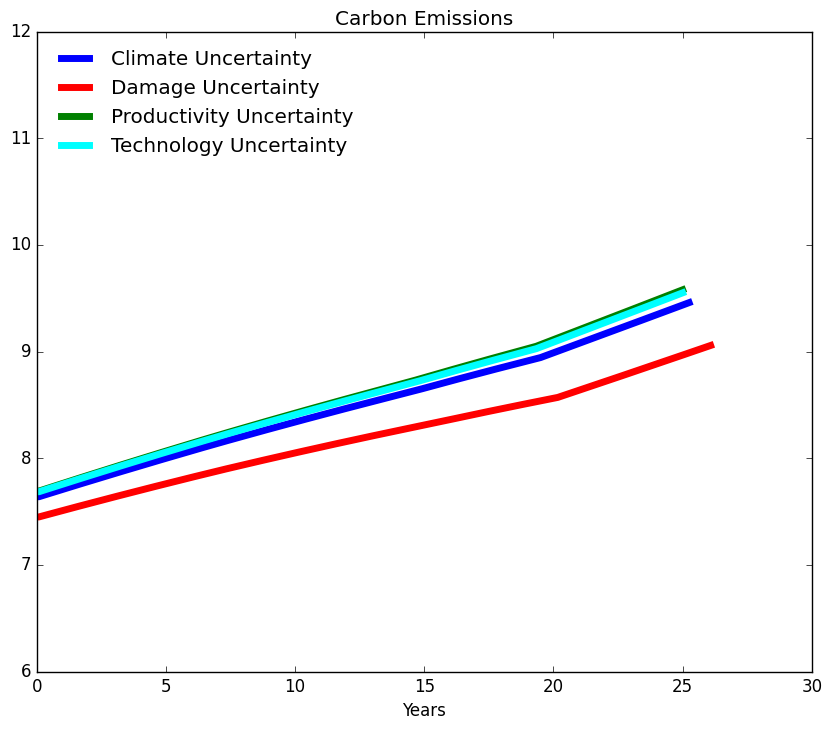 Carbon Emissions
12
11
10
9
8
7
6
Climate Uncertainty
Damage Uncertainty
Productivity Uncertainty
Technology Uncertainty
0 5 10 15 20 25 30
Years